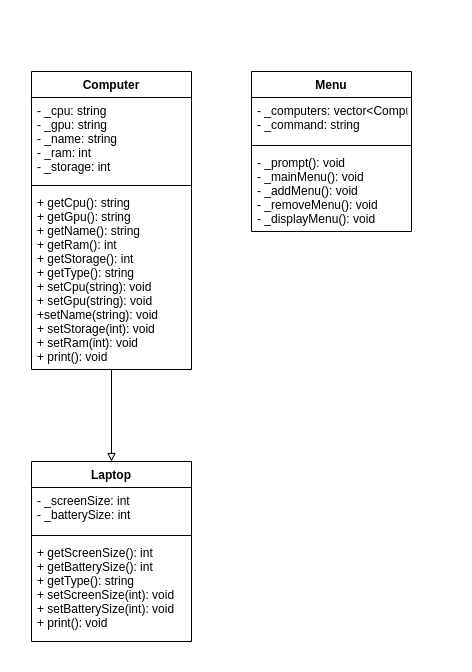 Computer
- _cpu: string
- _gpu: string
- _name: string
- _ram: int
- _storage: int
+ getCpu(): string
+ getGpu(): string
+ getName(): string
+ getRam(): int
+ getStorage(): int
+ getType(): string
+ setCpu(string): void
+ setGpu(string): void
+setName(string): void
+ setStorage(int): void
+ setRam(int): void
+ print(): void
Menu
- _computers: vector<Compu
- _command: string
- _prompt(): void
- _mainMenu(): void
- _addMenu(): void
- _removeMenu(): void
- _displayMenu(): void
Laptop
- _screenSize: int
- _batterySize: int
+ getScreenSize(): int
+ getBatterySize(): int
+ getType(): string
+ setScreenSize(int): void
+ setBatterySize(int): void
+ print(): void